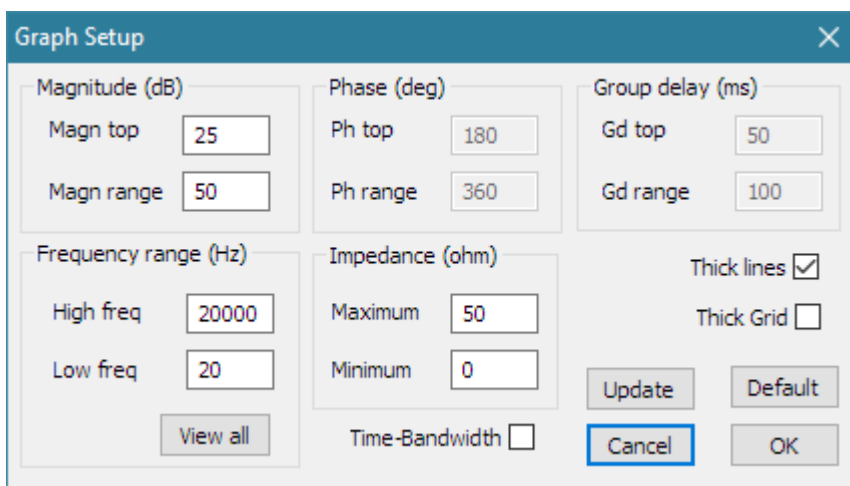 Graph Setup
Magnitude (dB)
Magn top 25
Magn range 50
Phase (deg)
Ph top 180
Ph range 360
Group delay (ms)
Gd top 50
Gd range 100
Frequency range (Hz)
High freq 20000
Low freq 20
View all
Impedance (ohm)
Maximum 50
Minimum 0
Time-Bandwidth
Thick lines
Thick Grid
Update Default
Cancel OK